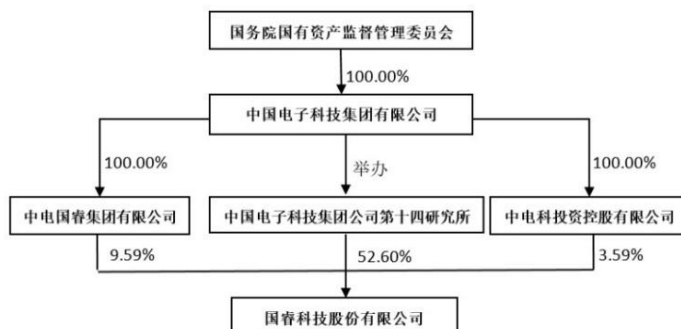 国务院国有资产监督管理委员会
100.00%
中国电子科技集团有限公司
100.00%
举办
100.00%
中电国睿集团有限公司
中国电子科技集团公司第十四研究所
中电科投资控股有限公司
9.59%
52.60%
3.59%
国睿科技股份有限公司